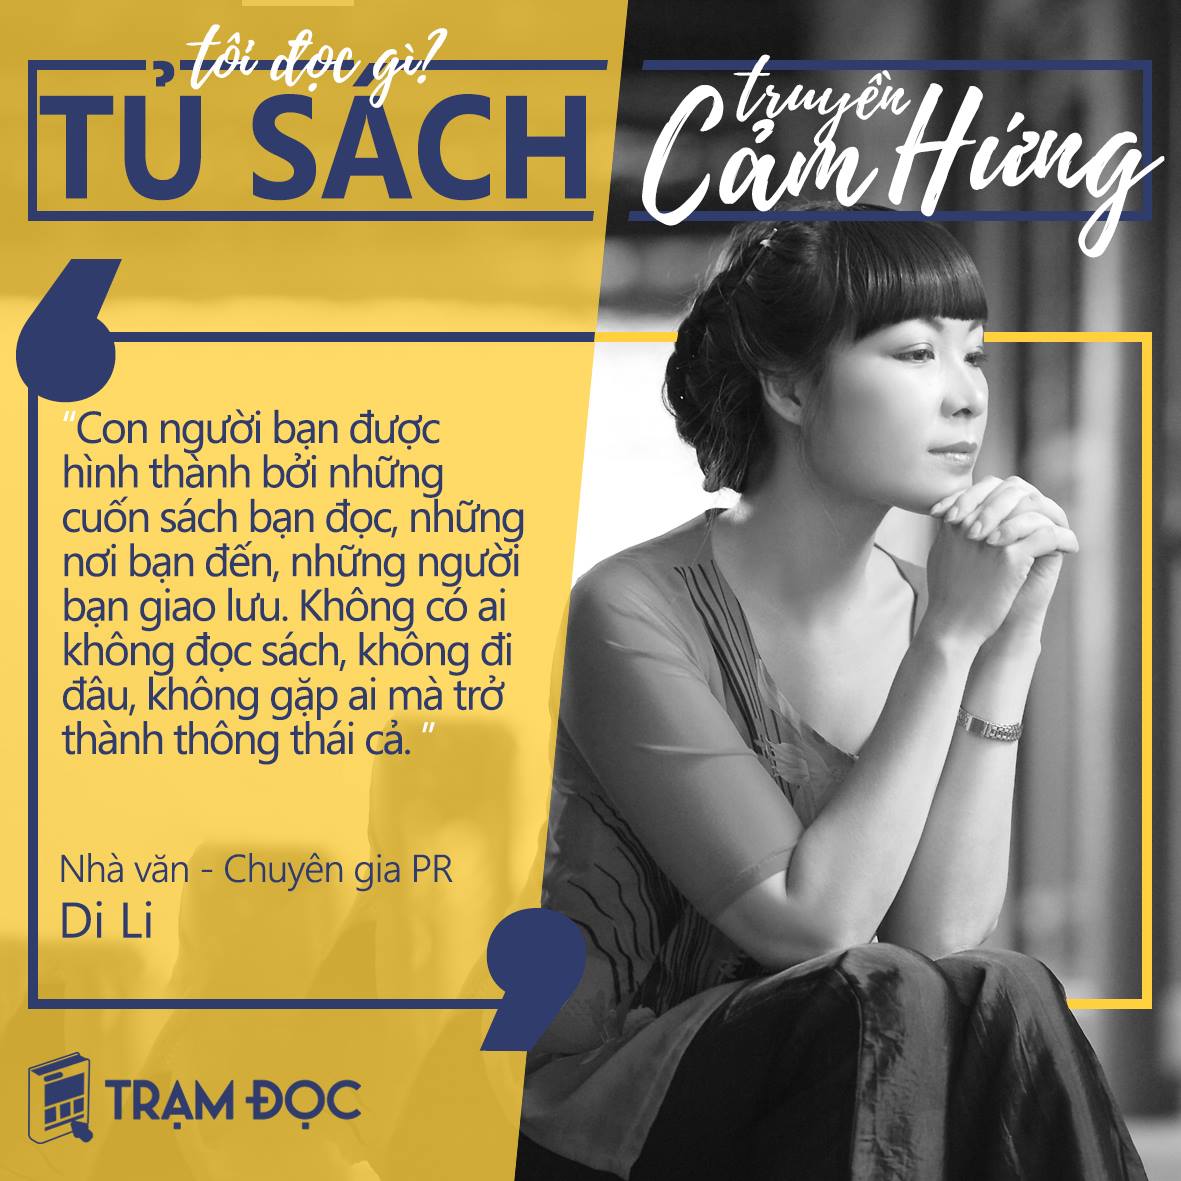 tôi đọc gì?
TỦ SÁCH
truyền
Cảm Hứng
“Con người bạn được
hình thành bởi những
cuốn sách bạn đọc, những
nơi bạn đến, những người
bạn giao lưu. Không có ai
không đọc sách, không đi
đâu, không gặp ai mà trở
thành thông thái cả. ”
Nhà văn - Chuyên gia PR
Di Li
TRẠM ĐỌC